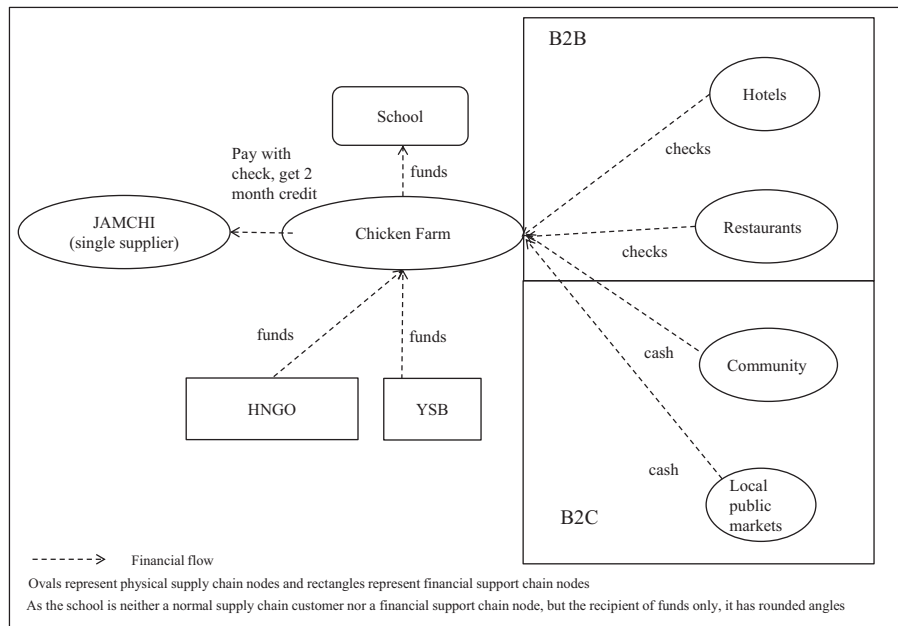 B2B
Hotels
School
checks
Pay with
check, get 2
month credit
funds
JAMCHI
(single supplier)
Chicken Farm
Restaurants
checks
funds
funds
cash
Community
HNGO
YSB
cash
Local
public
markets
B2C
Financial flow
Ovals represent physical supply chain nodes and rectangles represent financial support chain nodes
As the school is neither a normal supply chain customer nor a financial support chain node, but the recipient of funds only, it has rounded angles